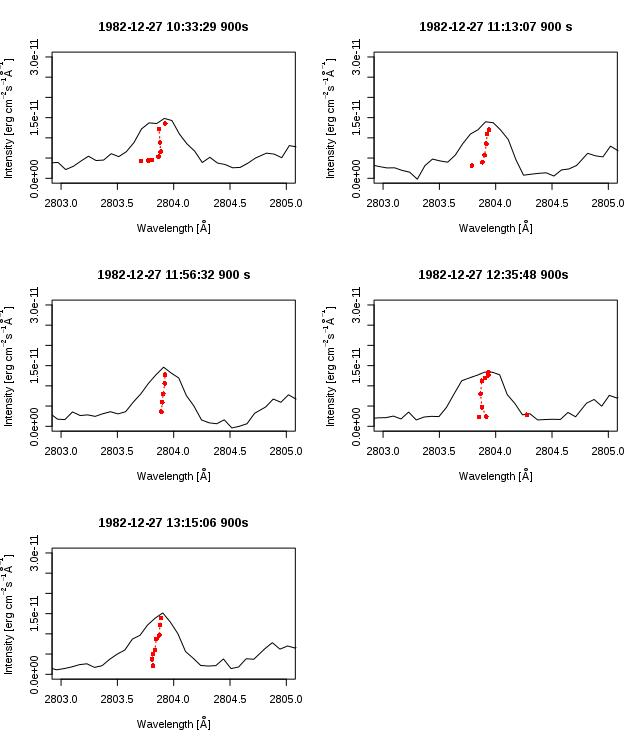 1982-12-27 10:33:29 900s
Intensity [erg cm⁻²s⁻¹Å⁻¹]
0.0e+00 1.5e-11 3.0e-11
2803.0 2803.5 2804.0 2804.5 2805.0
Wavelength [Å]
1982-12-27 11:13:07 900 s
Intensity [erg cm⁻²s⁻¹Å⁻¹]
0.0e+00 1.5e-11 3.0e-11
2803.0 2803.5 2804.0 2804.5 2805.0
Wavelength [Å]
1982-12-27 11:56:32 900 s
Intensity [erg cm⁻²s⁻¹Å⁻¹]
0.0e+00 1.5e-11 3.0e-11
2803.0 2803.5 2804.0 2804.5 2805.0
Wavelength [Å]
1982-12-27 12:35:48 900s
Intensity [erg cm⁻²s⁻¹Å⁻¹]
0.0e+00 1.5e-11 3.0e-11
2803.0 2803.5 2804.0 2804.5 2805.0
Wavelength [Å]
1982-12-27 13:15:06 900s
Intensity [erg cm⁻²s⁻¹Å⁻¹]
0.0e+00 1.5e-11 3.0e-11
2803.0 2803.5 2804.0 2804.5 2805.0
Wavelength [Å]